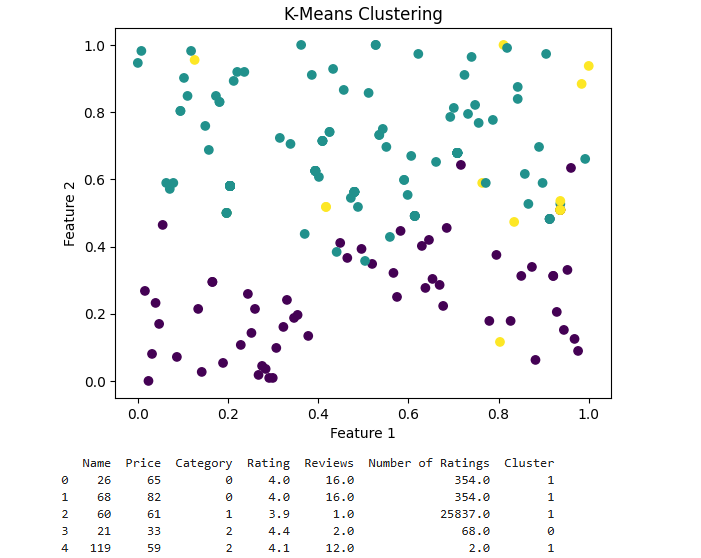 K-Means Clustering
1.0
0.8
0.6
0.4
0.2
0.0
Feature 2
0.0 0.2 0.4 0.6 0.8 1.0
Feature 1
Name Price Category Rating Reviews Number of Ratings Cluster
0 26 65 0 4.0 16.0 354.0 1
1 68 82 0 4.0 16.0 354.0 1
2 60 61 1 3.9 1.0 25837.0 1
3 21 33 2 4.4 2.0 68.0 0
4 119 59 2 4.1 12.0 2.0 1